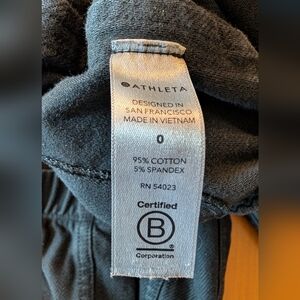 ATHLETA
DESIGNED IN
SAN FRANCISCO
MADE IN VIETNAM
0
95% COTTON
5% SPANDEX
RN 54023
Certified
B
Corporation